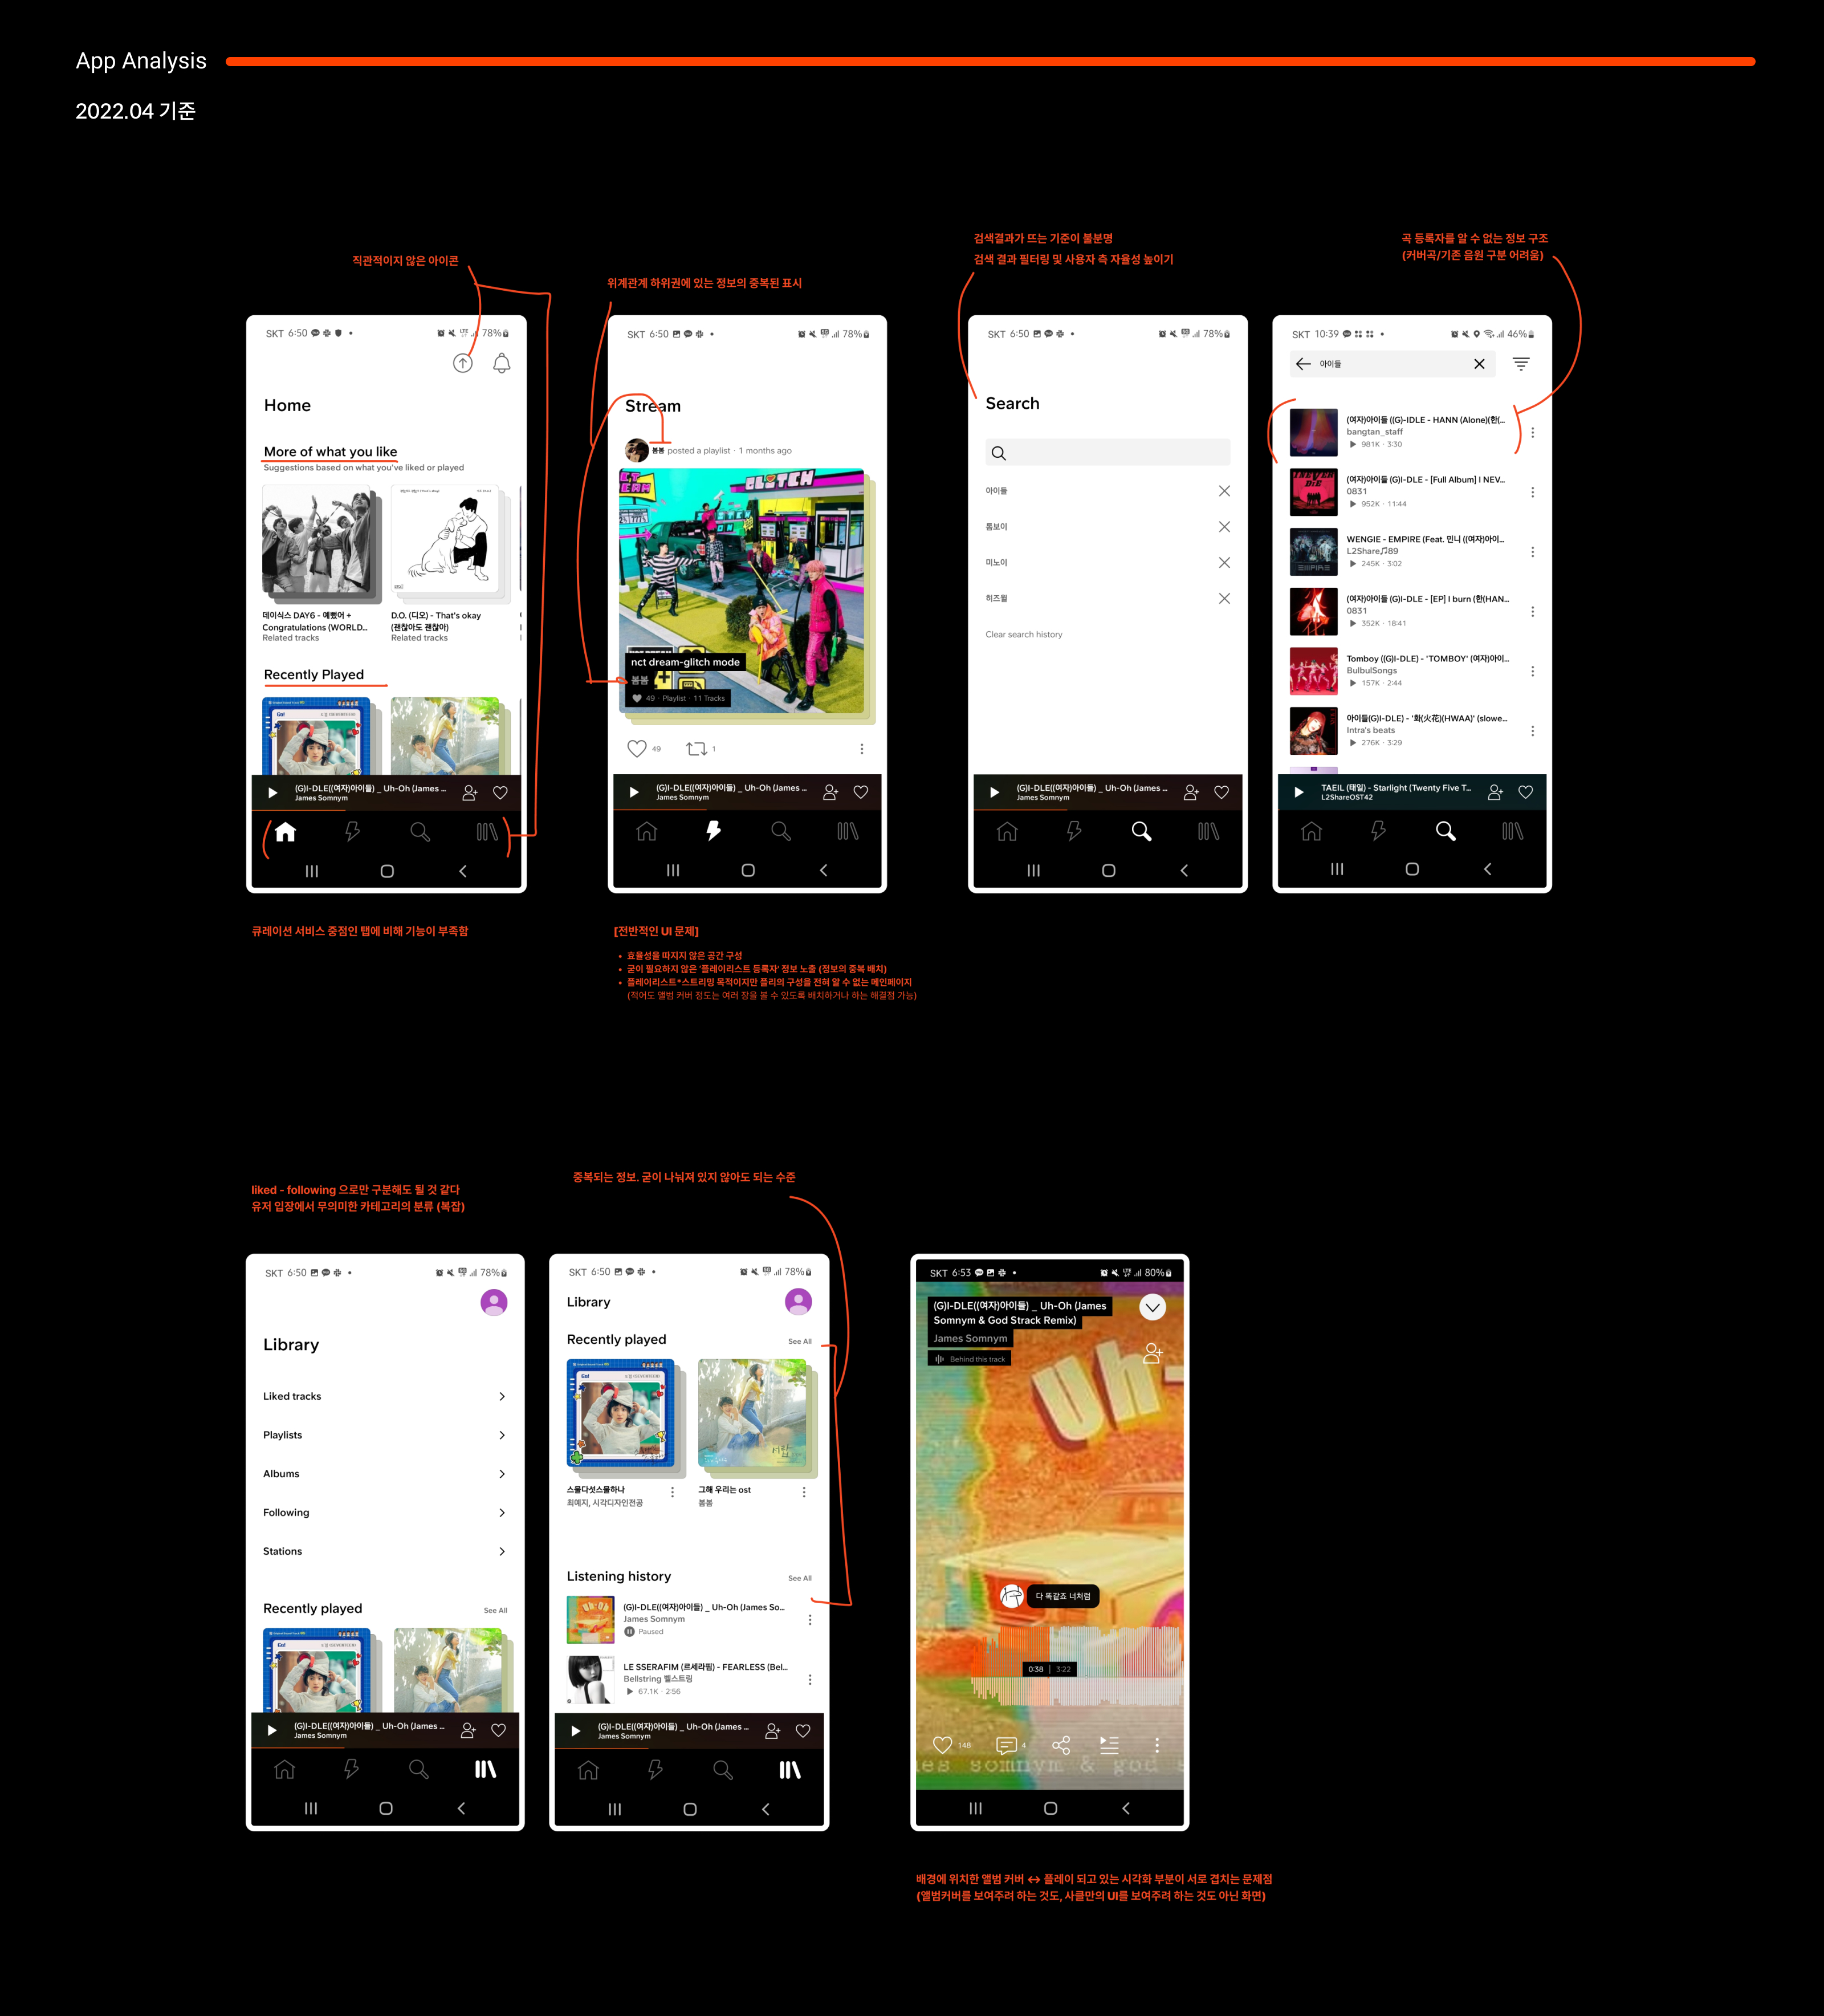 App Analysis
2022.04 기준
직관적이지 않은 아이콘
위계관계 하위권에 있는 정보의 중복된 표시
검색결과가 뜨는 기준이 불분명
검색 결과 필터링 및 사용자 측 자율성 높이기
곡 등록자를 알 수 없는 정보 구조
(커버곡/기존 음원 구분 어려움)
SKT 6:50
LTE
78%
Home
More of what you like
Suggestions based on what you've liked or played
데이식스 DAY6 - 예뻤어 +
Congratulations (WORLD...
Related tracks
D.O. (디오) - That's okay
(괜찮아도 괜찮아)
Related tracks
Recently Played
(G)I-DLE((여자)아이들) _ Uh-Oh (James ...
James Somnym
SKT 6:50
78%
Stream
봄봄 posted a playlist · 1 months ago
GLITCH
nct dream-glitch mode
봄봄
49 · Playlist · 11 Tracks
49
1
(G)I-DLE((여자)아이들) _ Uh-Oh (James ...
James Somnym
SKT 6:50
78%
Search
아이들
톰보이
미노이
히즈윌
Clear search history
(G)I-DLE((여자)아이들) _ Uh-Oh (James ...
James Somnym
SKT 10:39
46%
아이들
(여자)아이들 ((G)-IDLE - HANN (Alone)(한(...
bangtan_staff
981K · 3:30
(여자)아이들 (G)I-DLE - [Full Album] I NEV...
0831
952K · 11:44
WENGIE - EMPIRE (Feat. 민니 ((여자)아이...
L2Share♫89
245K · 3:02
(여자)아이들 (G)I-DLE - [EP] I burn (한(HAN...
0831
352K · 18:41
Tomboy ((G)I-DLE) - 'TOMBOY' (여자)아이...
BulbulSongs
157K · 2:44
아이들(G)I-DLE) - '화(火花)(HWAA)' (slowe...
Intra's beats
276K · 3:29
TAEIL (태일) - Starlight (Twenty Five T...
L2ShareOST42
큐레이션 서비스 중점인 탭에 비해 기능이 부족함
[전반적인 UI 문제]
• 효율성을 따지지 않은 공간 구성
• 굳이 필요하지 않은 '플레이리스트 등록자' 정보 노출 (정보의 중복 배치)
• 플레이리스트*스트리밍 목적이지만 플리의 구성을 전혀 알 수 없는 메인페이지
(적어도 앨범 커버 정도는 여러 장을 볼 수 있도록 배치하거나 하는 해결점 가능)
liked - following 으로만 구분해도 될 것 같다
유저 입장에서 무의미한 카테고리의 분류 (복잡)
중복되는 정보. 굳이 나눠져 있지 않아도 되는 수준
SKT 6:50
78%
Library
Liked tracks
Playlists
Albums
Following
Stations
Recently played
See All
(G)I-DLE((여자)아이들) _ Uh-Oh (James ...
James Somnym
SKT 6:50
78%
Library
Recently played
See All
스물다섯스물하나
최예지, 시각디자인전공
그해 우리는 ost
봄봄
Listening history
See All
(G)I-DLE((여자)아이들) _ Uh-Oh (James So...
James Somnym
Paused
LE SSERAFIM (르세라핌) - FEARLESS (Bel...
Bellstring 벨스트링
67.1K · 2:56
(G)I-DLE((여자)아이들) _ Uh-Oh (James ...
James Somnym
SKT 6:53
80%
(G)I-DLE((여자)아이들) _ Uh-Oh (James
Somnym & God Strack Remix)
James Somnym
Behind this track
Uh-
다 똑같죠 너처럼
0:38 | 3:22
148
4
es somnym & god s
배경에 위치한 앨범 커버 ↔ 플레이 되고 있는 시각화 부분이 서로 겹치는 문제점
(앨범커버를 보여주려 하는 것도, 사클만의 UI를 보여주려 하는 것도 아닌 화면)